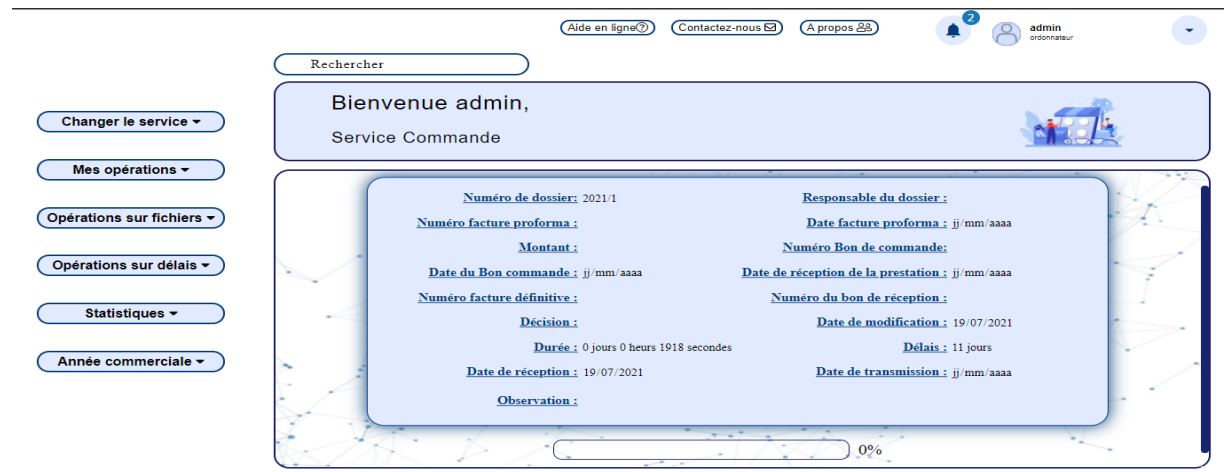 Aide en ligne Contactez-nous A propos 2 admin
ordonnateur
Rechercher
Bienvenue admin,
Service Commande
Changer le service
Mes opérations
Opérations sur fichiers
Opérations sur délais
Statistiques
Année commerciale
Numéro de dossier: 2021/1 Responsable du dossier :
Numéro facture proforma : Date facture proforma : jj/mm/aaaa
Montant : Numéro Bon de commande:
Date du Bon commande : jj/mm/aaaa Date de réception de la prestation : jj/mm/aaaa
Numéro facture définitive : Numéro du bon de réception :
Décision : Date de modification : 19/07/2021
Durée : 0 jours 0 heurs 1918 secondes Délais : 11 jours
Date de réception : 19/07/2021 Date de transmission : jj/mm/aaaa
Observation :
0%